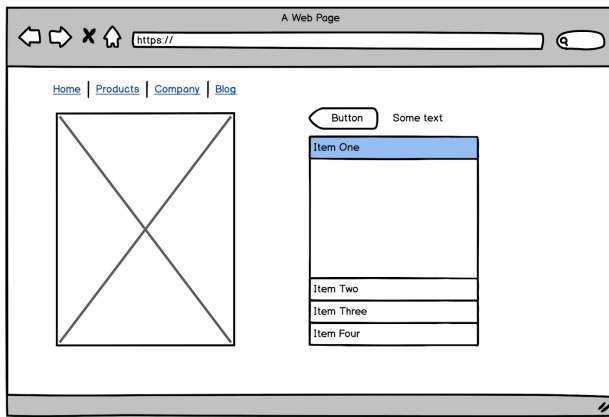 A Web Page
https://
Home Products Company Blog
Button Some text
Item One
Item Two
Item Three
Item Four